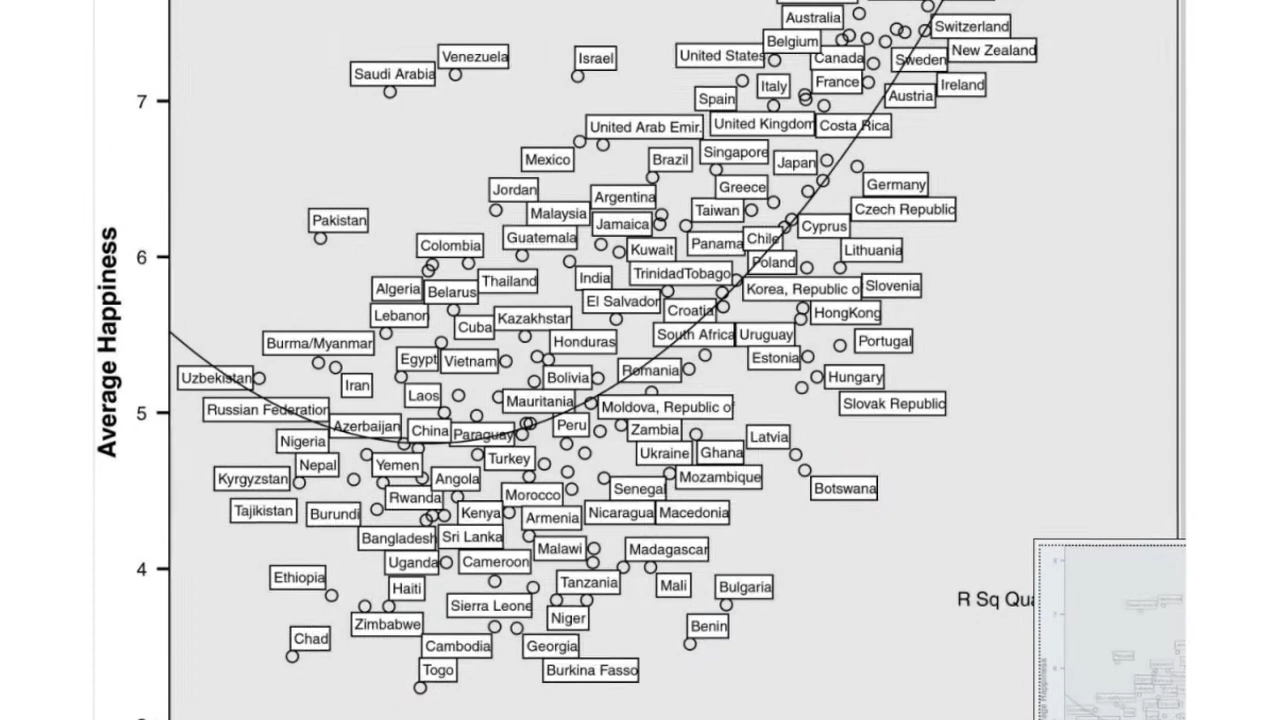 Australia
Switzerland
Belgium
New Zealand
Venezuela
Israel
United States
Canada
Sweden
Saudi Arabia
Italy
France
Ireland
7
Spain
Austria
United Arab Emir.
United Kingdom
Costa Rica
Mexico
Brazil
Singapore
Japan
Jordan
Argentina
Greece
Germany
Malaysia
Taiwan
Czech Republic
Pakistan
Jamaica
Cyprus
Colombia
Guatemala
Kuwait
Panama
Chile
Lithuania
6
Poland
Algeria
Belarus
Thailand
India
TrinidadTobago
Korea, Republic o
Slovenia
El Salvador
Croatia
HongKong
Lebanon
Cuba
Kazakhstan
South Africa
Uruguay
Burma/Myanmar
Honduras
Portugal
Egypt
Vietnam
Estonia
Uzbekistan
Iran
Bolivia
Romania
Hungary
Laos
Mauritania
Slovak Republic
Average Happiness
5
Russian Federation
Moldova, Republic of
Azerbaijan
China
Paraguay
Peru
Zambia
Latvia
Nigeria
Ukraine
Ghana
Nepal
Yemen
Turkey
Kyrgyzstan
Angola
Mozambique
Botswana
Rwanda
Morocco
Senegal
Tajikistan
Burundi
Kenya
Armenia
Nicaragua
Macedonia
Bangladesh
Sri Lanka
Malawi
Madagascar
Uganda
Cameroon
4
Ethiopia
Haiti
Tanzania
Mali
Bulgaria
R Sq Qua
Sierra Leone
Niger
Zimbabwe
Benin
Chad
Cambodia
Georgia
Togo
Burkina Fasso